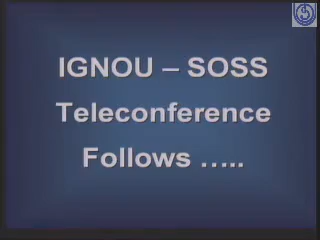 IGNOU – SOSS
Teleconference
Follows .....